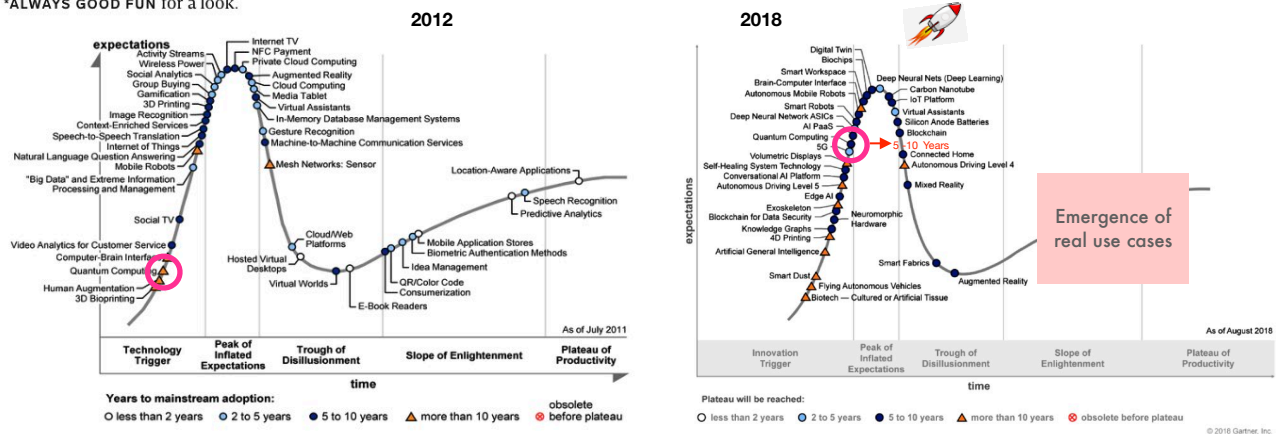 *ALWAYS GOOD FUN for a look.
2012
expectations
Activity Streams
Wireless Power
Social Analytics
Group Buying
Gamification
3D Printing
Image Recognition
Context-Enriched Services
Speech-to-Speech Translation
Internet of Things
Natural Language Question Answering
Mobile Robots
"Big Data" and Extreme Information
Processing and Management
Social TV
Video Analytics for Customer Service
Computer-Brain Interface
Quantum Computing
Human Augmentation
3D Bioprinting
Internet TV
NFC Payment
Private Cloud Computing
Augmented Reality
Cloud Computing
Media Tablet
Virtual Assistants
In-Memory Database Management Systems
Gesture Recognition
Machine-to-Machine Communication Services
Mesh Networks: Sensor
Cloud/Web
Platforms
Hosted Virtual
Desktops
Virtual Worlds
E-Book Readers
Consumerization
QR/Color Code
Idea Management
Biometric Authentication Methods
Mobile Application Stores
Location-Aware Applications
Speech Recognition
Predictive Analytics
As of July 2011
Technology
Trigger
Peak of
Inflated
Expectations
Trough of
Disillusionment
Slope of Enlightenment
Plateau of
Productivity
time
Years to mainstream adoption:
less than 2 years
2 to 5 years
5 to 10 years
more than 10 years
obsolete
before plateau
2018
expectations
Digital Twin
Biochips
Smart Workspace
Brain-Computer Interface
Autonomous Mobile Robots
Smart Robots
Deep Neural Network ASICs
AI PaaS
Quantum Computing
5G
Volumetric Displays
Self-Healing System Technology
Conversational AI Platform
Autonomous Driving Level 5
Edge AI
Exoskeleton
Blockchain for Data Security
Knowledge Graphs
4D Printing
Artificial General Intelligence
Smart Dust
Flying Autonomous Vehicles
Biotech — Cultured or Artificial Tissue
Neuromorphic
Hardware
Deep Neural Nets (Deep Learning)
Carbon Nanotube
IoT Platform
Virtual Assistants
Silicon Anode Batteries
Blockchain
5-10 Years
Connected Home
Autonomous Driving Level 4
Mixed Reality
Smart Fabrics
Augmented Reality
Emergence of
real use cases
As of August 2018
Innovation
Trigger
Peak of
Inflated
Expectations
Trough of
Disillusionment
Slope of
Enlightenment
Plateau of
Productivity
time
Plateau will be reached:
less than 2 years
2 to 5 years
5 to 10 years
more than 10 years
obsolete before plateau
© 2018 Gartner, Inc.